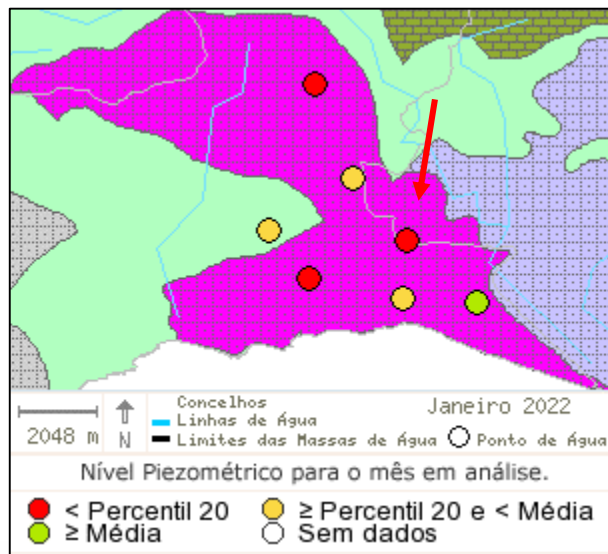 Concelhos
Janeiro 2022
Linhas de Água
2048 m
N
Limites das Massas de Água
Ponto de Água
Nível Piezométrico para o mês em análise.
< Percentil 20
≥ Percentil 20 e < Média
≥ Média
Sem dados